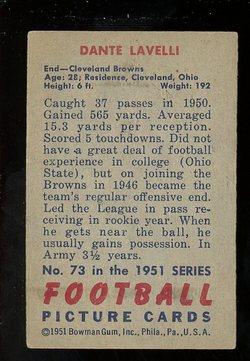 DANTE LAVELLI
End—Cleveland Browns
Age: 28; Residence, Cleveland, Ohio
Height: 6 ft. Weight: 192
Caught 37 passes in 1950.
Gained 565 yards. Averaged
15.3 yards per reception.
Scored 5 touchdowns. Did not
have a great deal of football
experience in college (Ohio
State), but on joining the
Browns in 1946 became the
team's regular offensive end.
Led the League in pass re-
ceiving in rookie year. When
he gets near the ball, he
usually gains possession. In
Army 3½ years.
No. 73 in the 1951 SERIES
FOOTBALL
PICTURE CARDS
©1951 Bowman Gum, Inc., Phila., Pa., U. S. A.